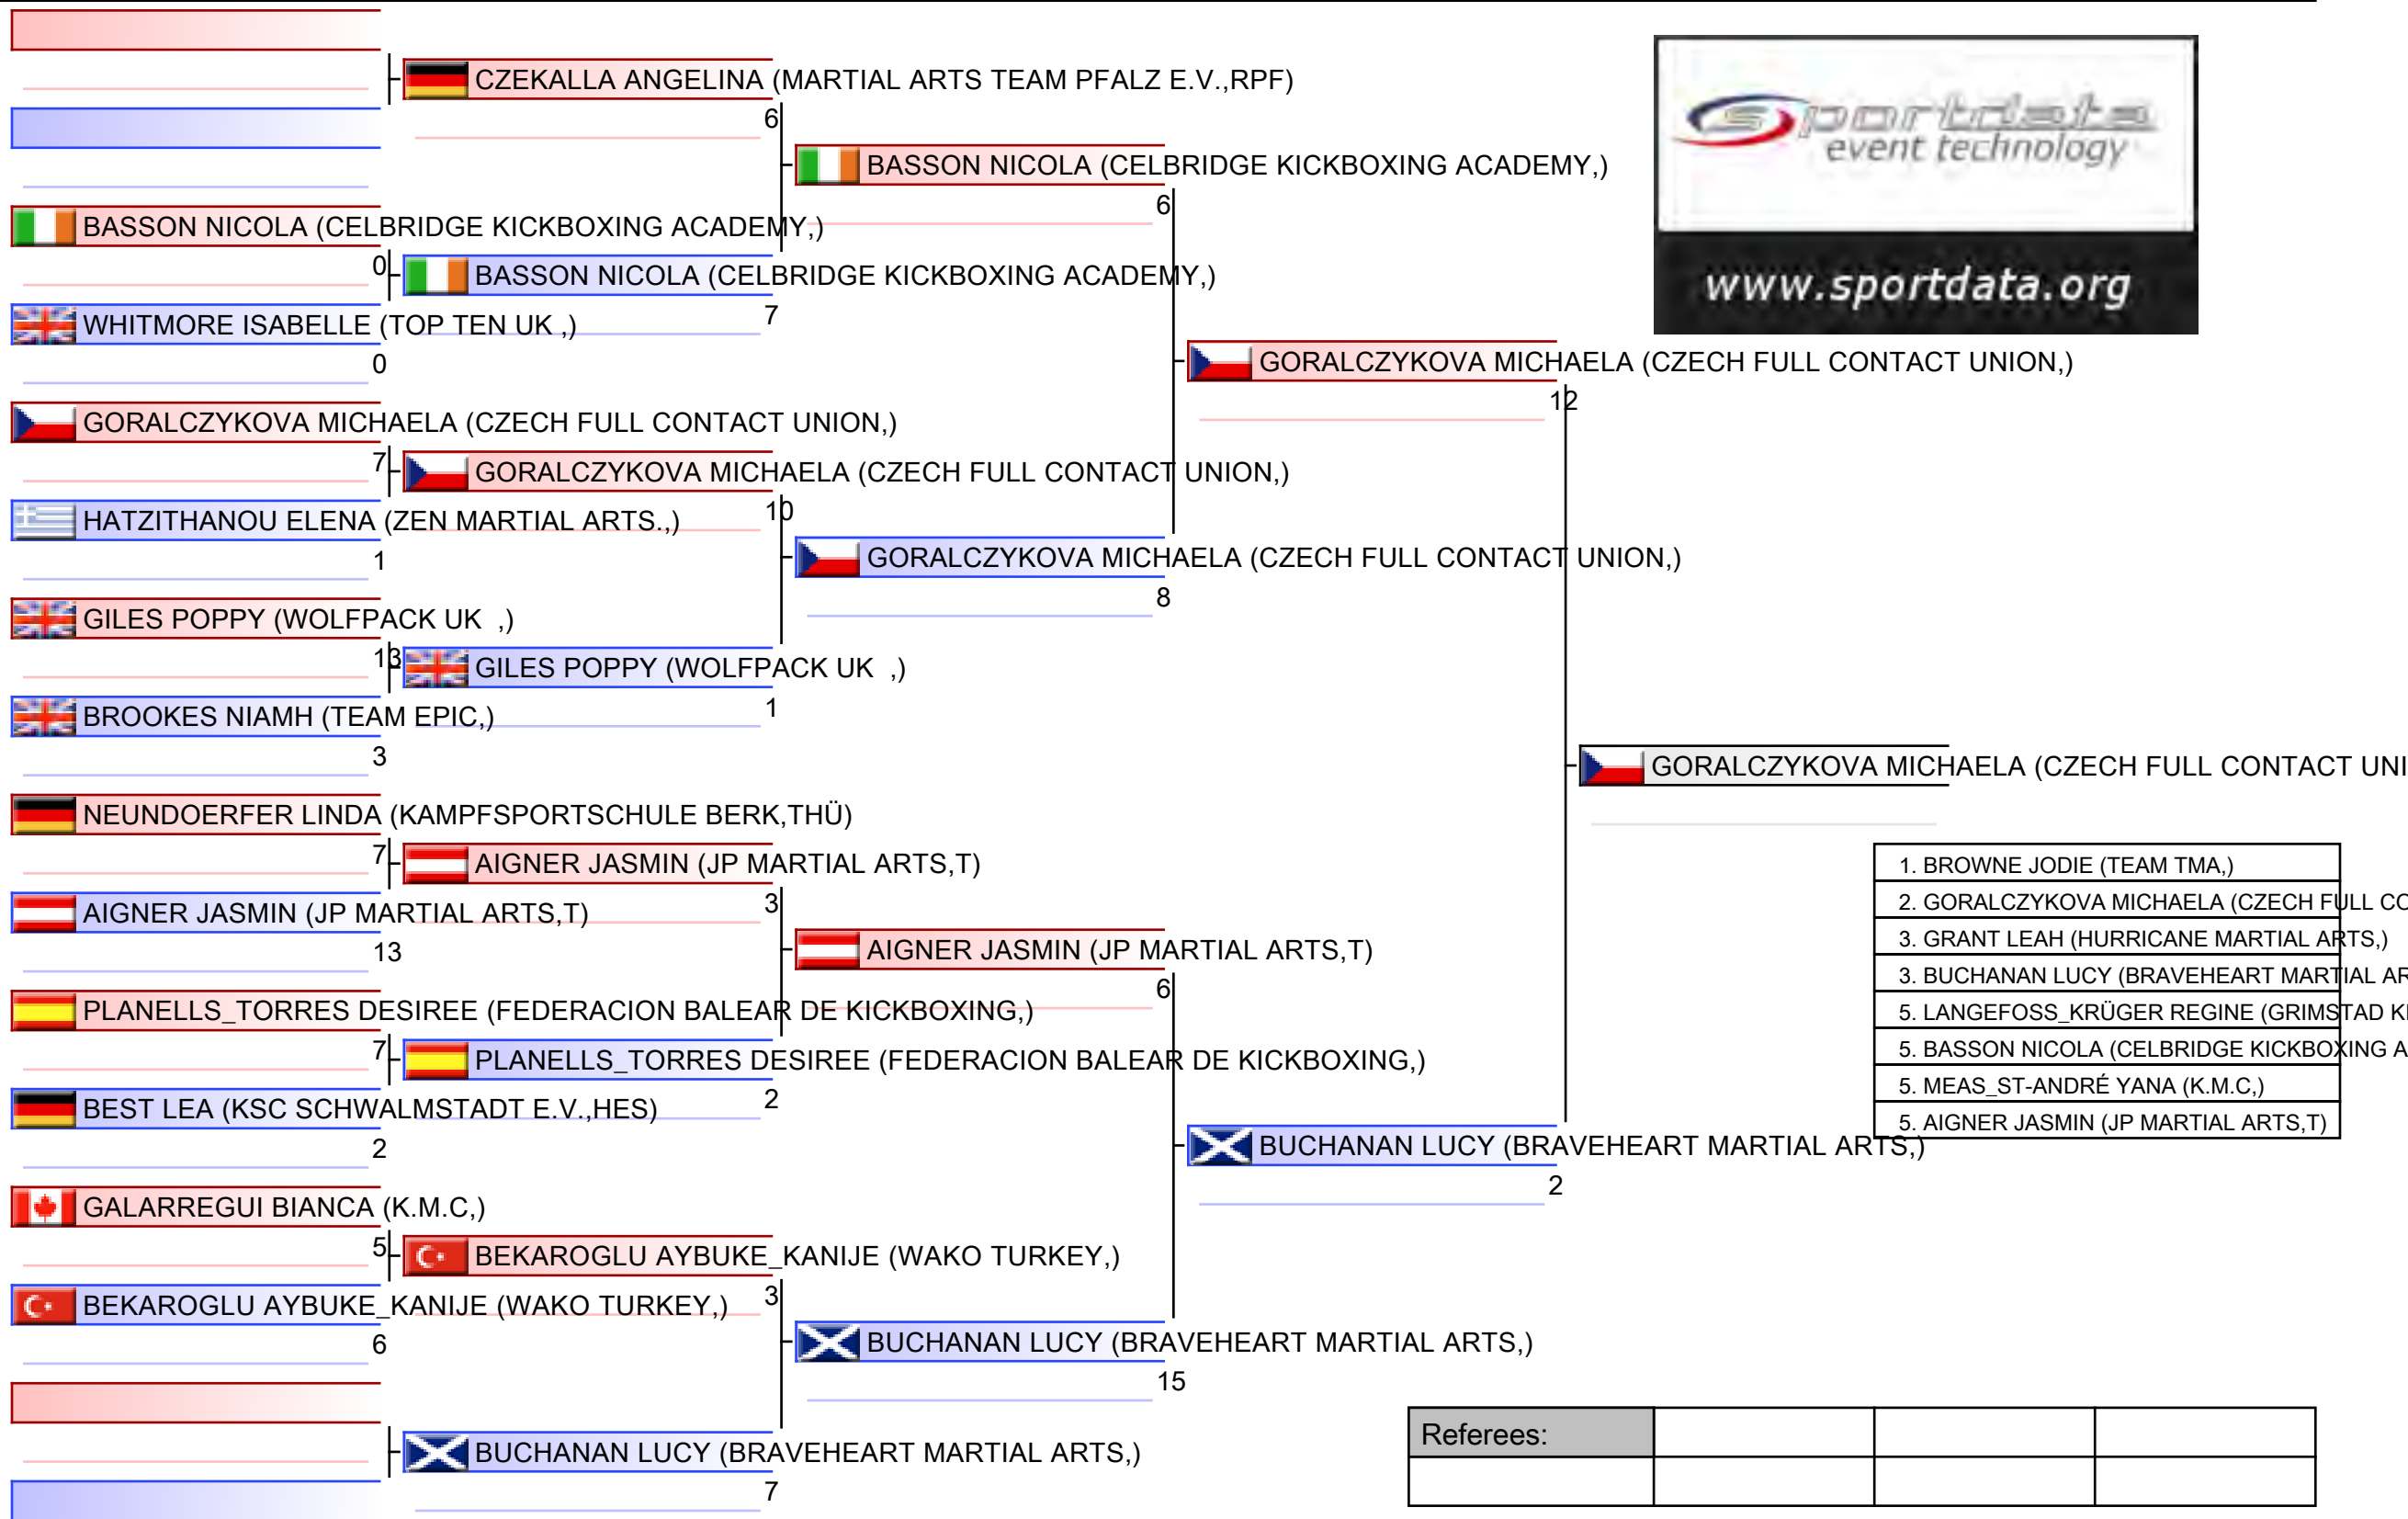 CZEKALLA ANGELINA (MARTIAL ARTS TEAM PFALZ E.V.,RPF)
6
sportdata
event technology
www.sportdata.org
BASSON NICOLA (CELBRIDGE KICKBOXING ACADEMY,)
6
BASSON NICOLA (CELBRIDGE KICKBOXING ACADEMY,)
0
BASSON NICOLA (CELBRIDGE KICKBOXING ACADEMY,)
7
WHITMORE ISABELLE (TOP TEN UK ,)
0
GORALCZYKOVA MICHAELA (CZECH FULL CONTACT UNION,)
12
GORALCZYKOVA MICHAELA (CZECH FULL CONTACT UNION,)
7
GORALCZYKOVA MICHAELA (CZECH FULL CONTACT UNION,)
10
HATZITHANOU ELENA (ZEN MARTIAL ARTS.,)
1
GORALCZYKOVA MICHAELA (CZECH FULL CONTACT UNION,)
8
GILES POPPY (WOLFPACK UK ,)
13
GILES POPPY (WOLFPACK UK ,)
1
BROOKES NIAMH (TEAM EPIC,)
3
GORALCZYKOVA MICHAELA (CZECH FULL CONTACT UNI
NEUNDOERFER LINDA (KAMPFSPORTSCHULE BERK,THÜ)
7
AIGNER JASMIN (JP MARTIAL ARTS,T)
3
AIGNER JASMIN (JP MARTIAL ARTS,T)
13
AIGNER JASMIN (JP MARTIAL ARTS,T)
6
1. BROWNE JODIE (TEAM TMA,)
2. GORALCZYKOVA MICHAELA (CZECH FULL CO
3. GRANT LEAH (HURRICANE MARTIAL ARTS,)
3. BUCHANAN LUCY (BRAVEHEART MARTIAL AR
5. LANGEFOSS_KRÜGER REGINE (GRIMSTAD KI
5. BASSON NICOLA (CELBRIDGE KICKBOXING A
5. MEAS_ST-ANDRÉ YANA (K.M.C,)
5. AIGNER JASMIN (JP MARTIAL ARTS,T)
PLANELLS_TORRES DESIREE (FEDERACION BALEAR DE KICKBOXING,)
7
PLANELLS_TORRES DESIREE (FEDERACION BALEAR DE KICKBOXING,)
2
BEST LEA (KSC SCHWALMSTADT E.V.,HES)
2
BUCHANAN LUCY (BRAVEHEART MARTIAL ARTS,)
2
GALARREGUI BIANCA (K.M.C,)
5
BEKAROGLU AYBUKE_KANIJE (WAKO TURKEY,)
3
BEKAROGLU AYBUKE_KANIJE (WAKO TURKEY,)
6
BUCHANAN LUCY (BRAVEHEART MARTIAL ARTS,)
15
BUCHANAN LUCY (BRAVEHEART MARTIAL ARTS,)
7
Referees: